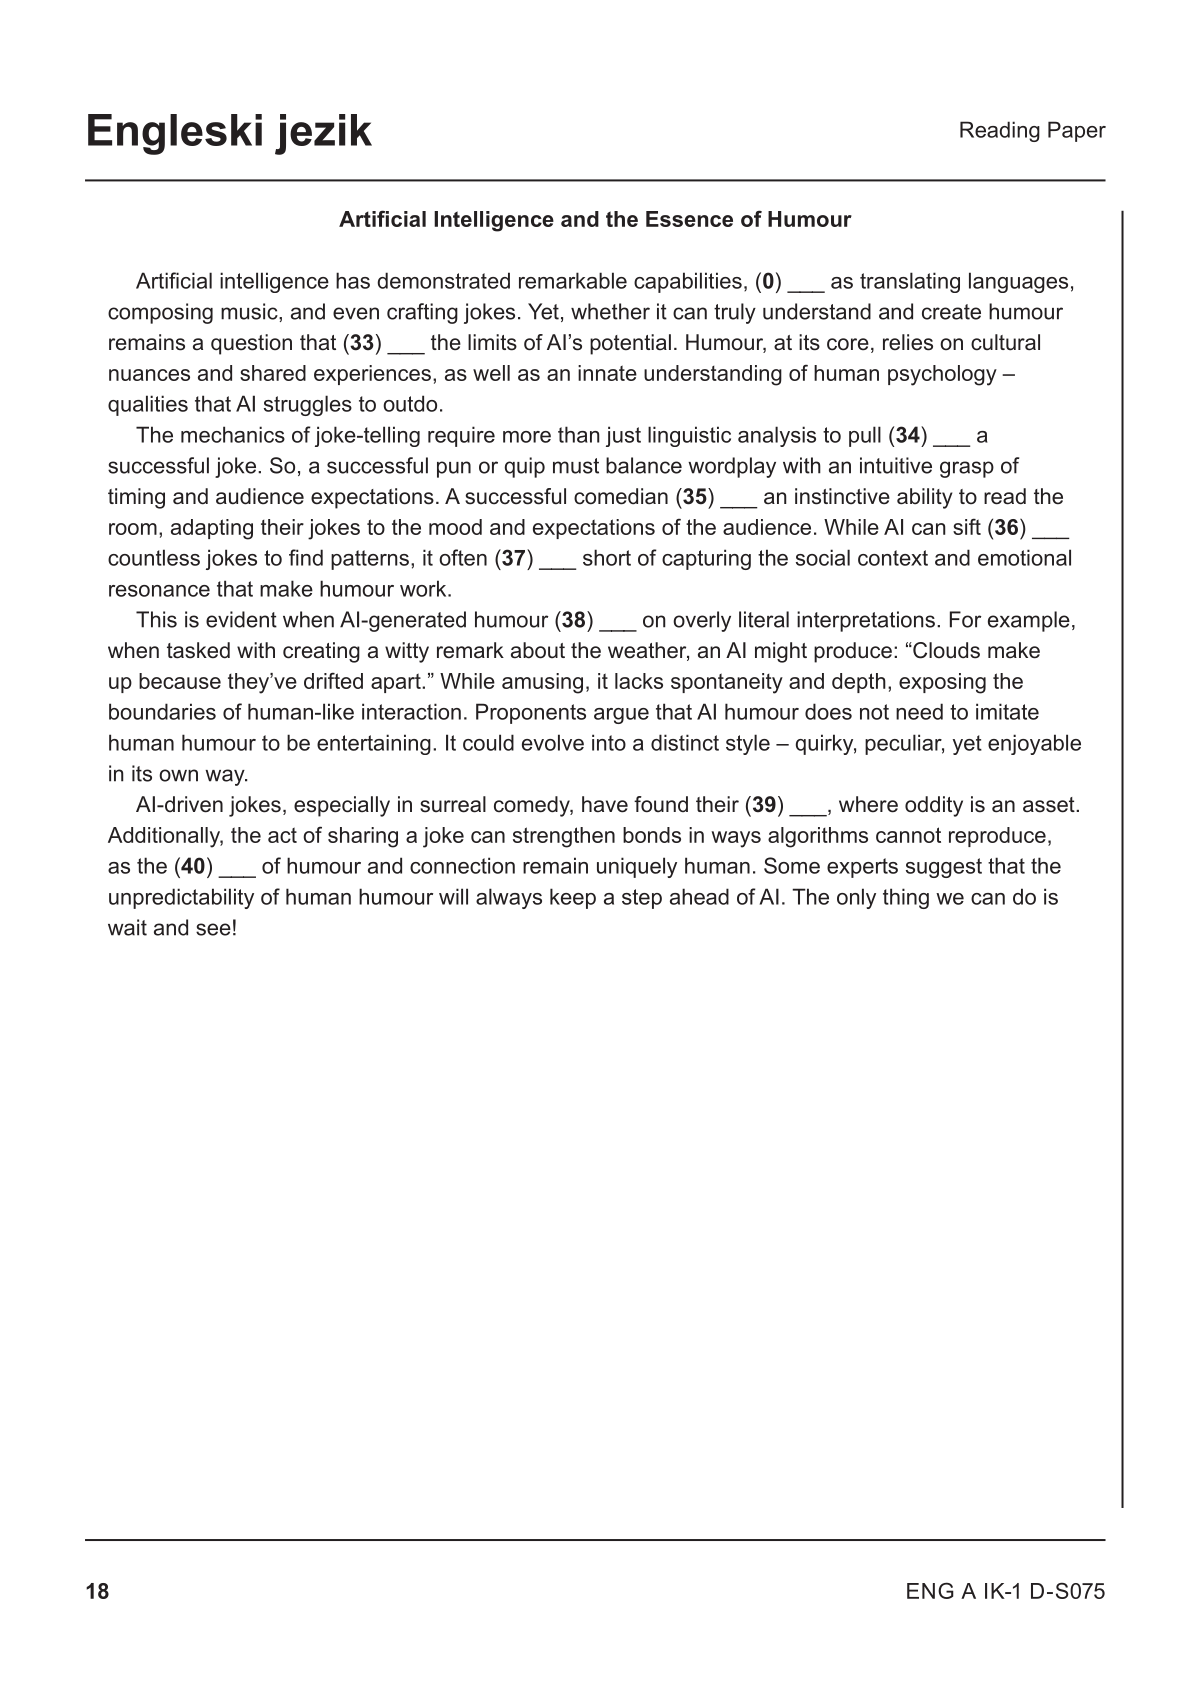 Engleski jezik
Reading Paper
Artificial Intelligence and the Essence of Humour
Artificial intelligence has demonstrated remarkable capabilities, (0) ___ as translating languages,
composing music, and even crafting jokes. Yet, whether it can truly understand and create humour
remains a question that (33) ___ the limits of AI’s potential. Humour, at its core, relies on cultural
nuances and shared experiences, as well as an innate understanding of human psychology –
qualities that AI struggles to outdo.
The mechanics of joke-telling require more than just linguistic analysis to pull (34) ___ a
successful joke. So, a successful pun or quip must balance wordplay with an intuitive grasp of
timing and audience expectations. A successful comedian (35) ___ an instinctive ability to read the
room, adapting their jokes to the mood and expectations of the audience. While AI can sift (36) ___
countless jokes to find patterns, it often (37) ___ short of capturing the social context and emotional
resonance that make humour work.
This is evident when AI-generated humour (38) ___ on overly literal interpretations. For example,
when tasked with creating a witty remark about the weather, an AI might produce: “Clouds make
up because they’ve drifted apart.” While amusing, it lacks spontaneity and depth, exposing the
boundaries of human-like interaction. Proponents argue that AI humour does not need to imitate
human humour to be entertaining. It could evolve into a distinct style – quirky, peculiar, yet enjoyable
in its own way.
AI-driven jokes, especially in surreal comedy, have found their (39) ___, where oddity is an asset.
Additionally, the act of sharing a joke can strengthen bonds in ways algorithms cannot reproduce,
as the (40) ___ of humour and connection remain uniquely human. Some experts suggest that the
unpredictability of human humour will always keep a step ahead of AI. The only thing we can do is
wait and see!
18
ENG A IK-1 D-S075